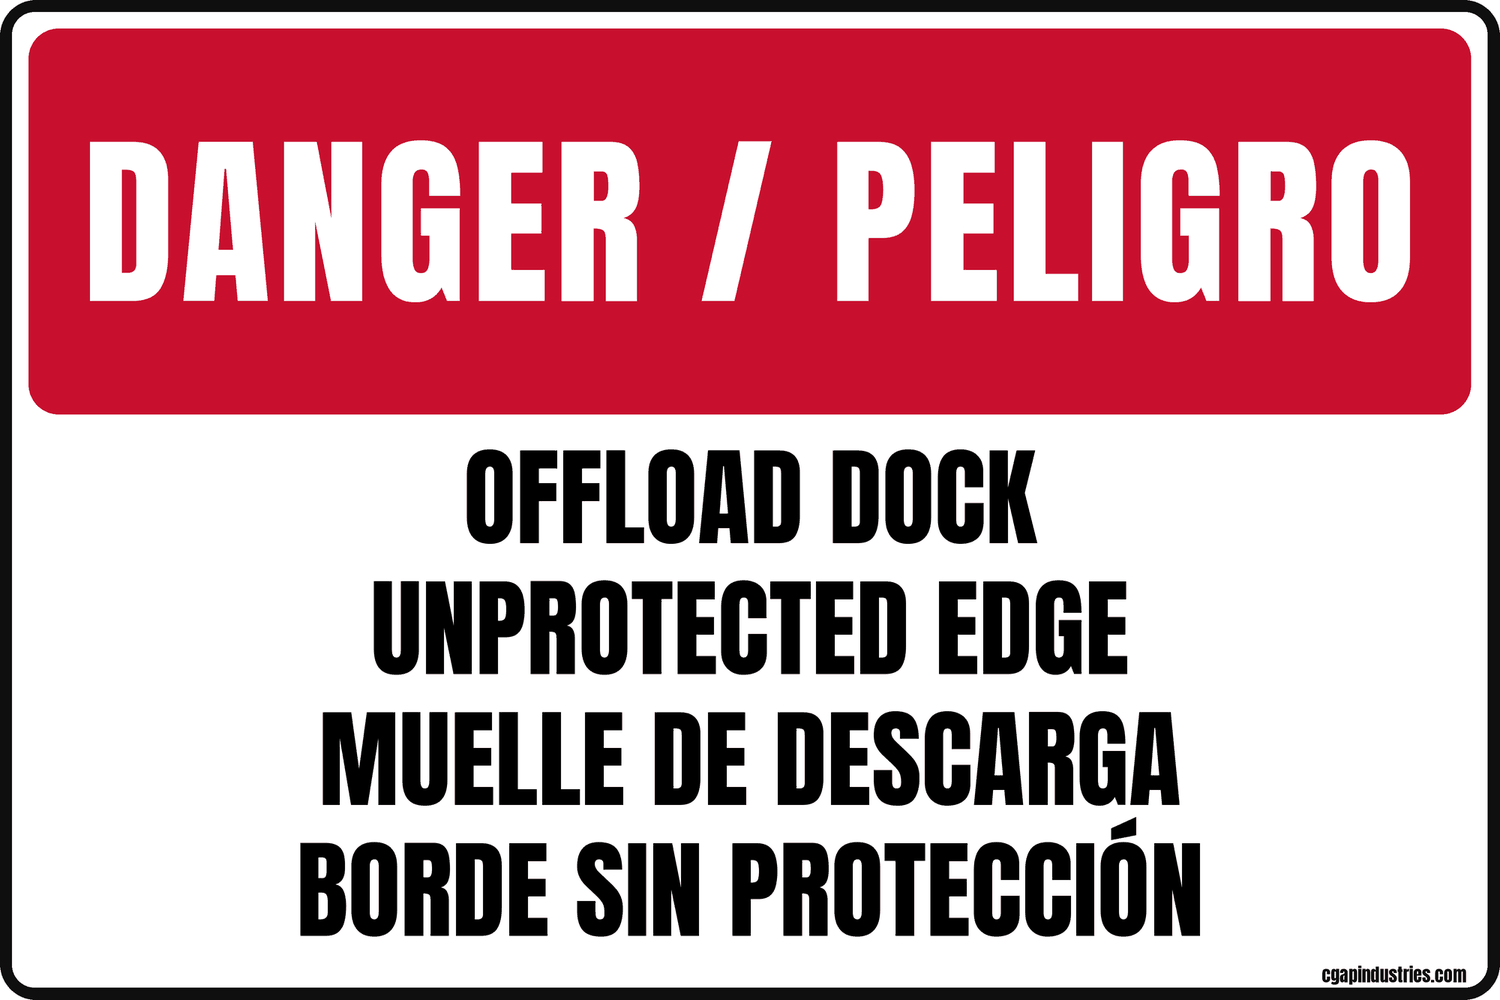 DANGER / PELIGRO
OFFLOAD DOCK
UNPROTECTED EDGE
MUELLE DE DESCARGA
BORDE SIN PROTECCIÓN
cgapindustries.com